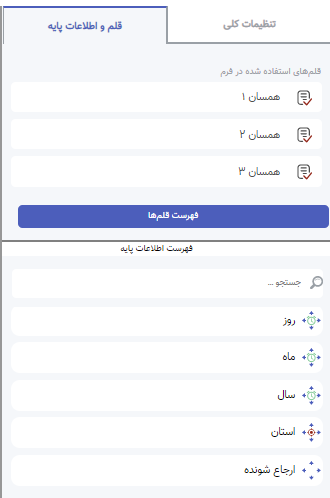 تنظیمات کلی
قلم و اطلاعات پایه
قلم‌های استفاده شده در فرم
همسان ۱
همسان ۲
همسان ۳
فهرست قلم‌ها
فهرست اطلاعات پایه
جستجو ...
روز
ماه
سال
استان
ارجاع شونده